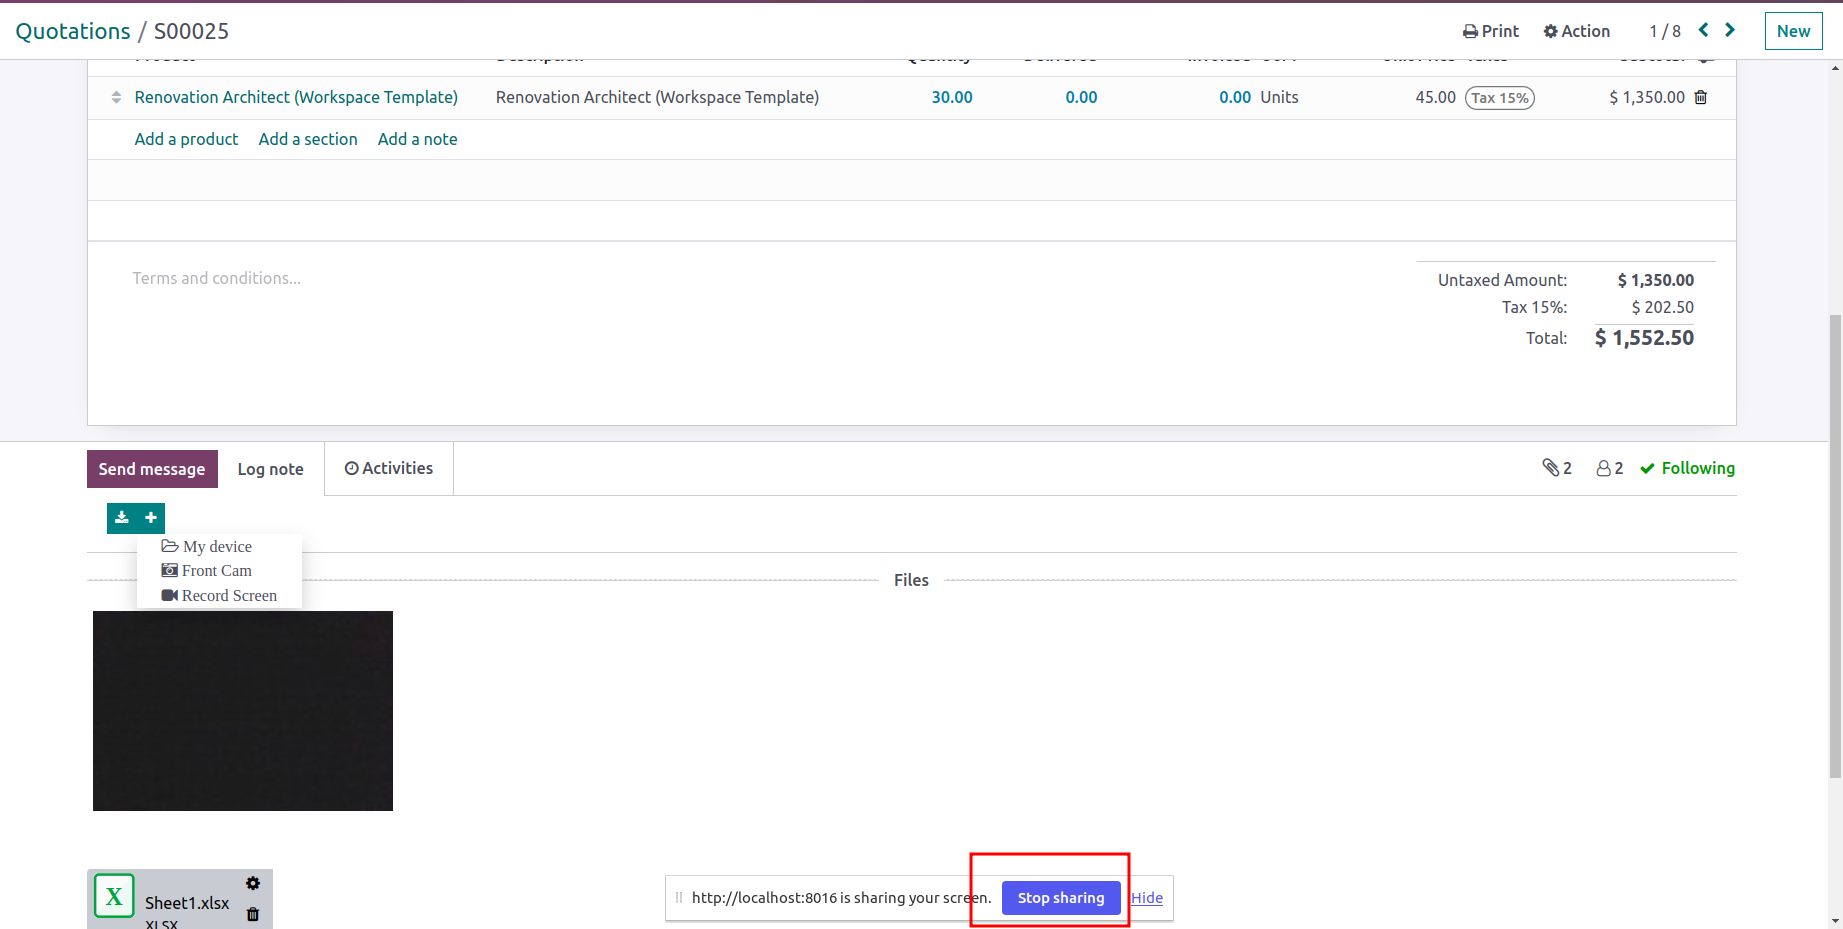 Quotations / S00025
Print Action 1 / 8 New
Renovation Architect (Workspace Template) Renovation Architect (Workspace Template) 30.00 0.00 0.00 Units 45.00 Tax 15% $ 1,350.00
Add a product Add a section Add a note
Terms and conditions...
Untaxed Amount: $ 1,350.00
Tax 15%: $ 202.50
Total: $ 1,552.50
Send message Log note Activities 2 2 Following
My device
Front Cam
Record Screen
Files
X Sheet1.xlsx
XLSX
http://localhost:8016 is sharing your screen. Stop sharing Hide